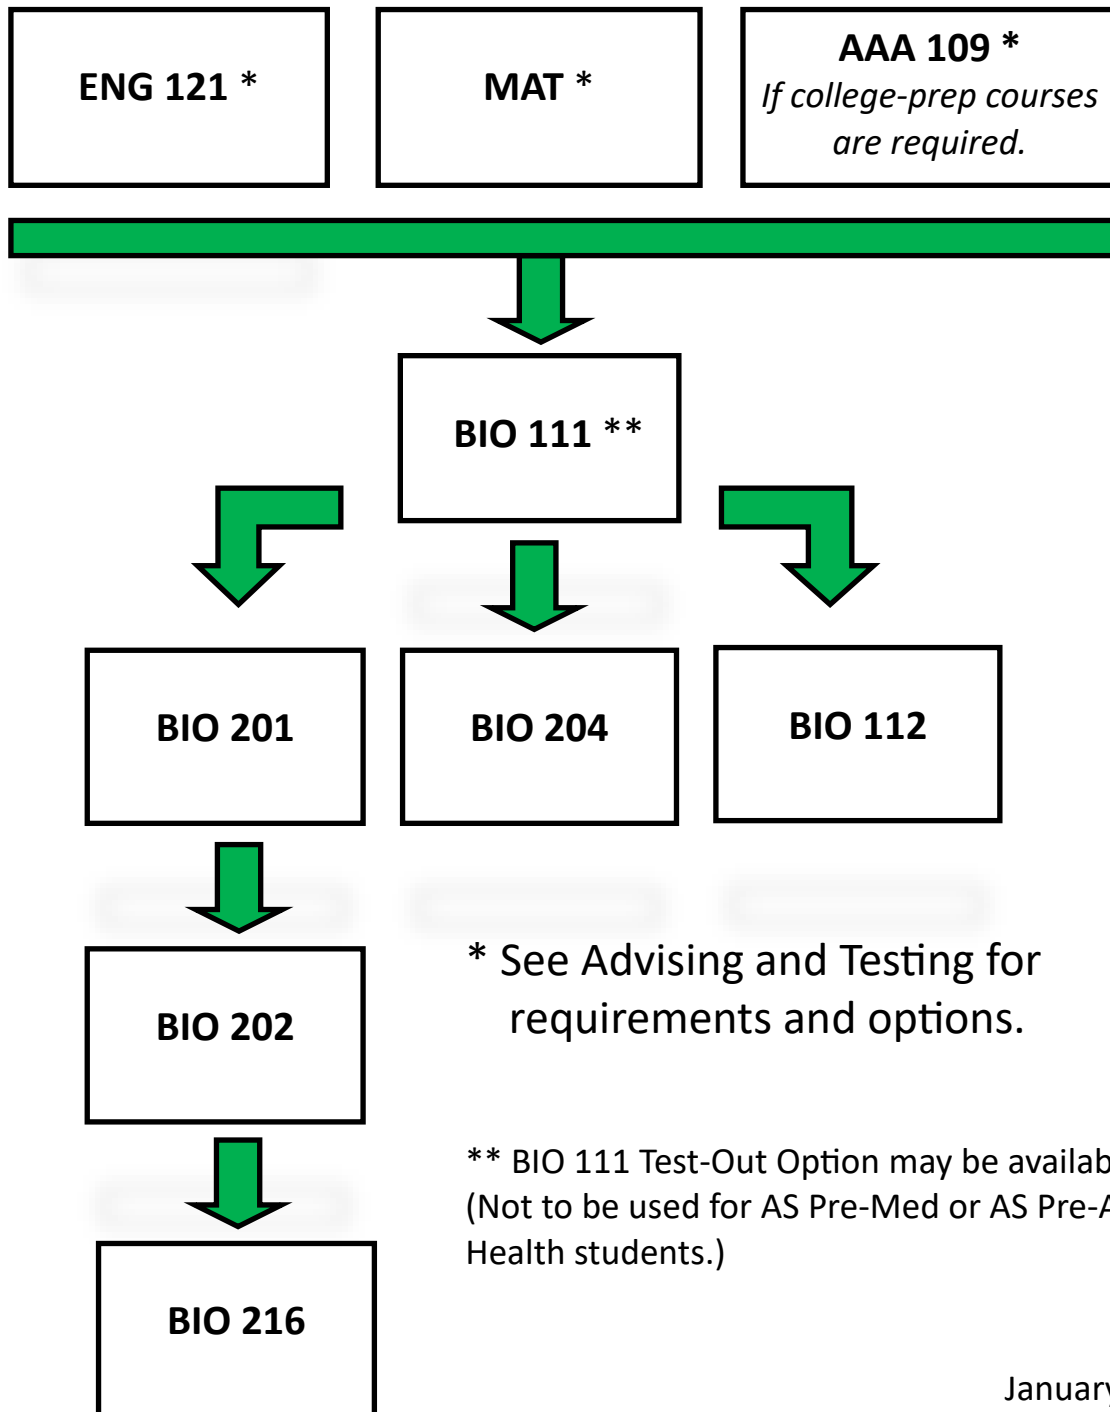 ENG 121 *
MAT *
AAA 109 *
If college-prep courses
are required.
BIO 111 **
BIO 201
BIO 204
BIO 112
BIO 202
* See Advising and Testing for
requirements and options.
** BIO 111 Test-Out Option may be
(Not to be used for AS Pre-Med or AS
Health students.)
BIO 216
January